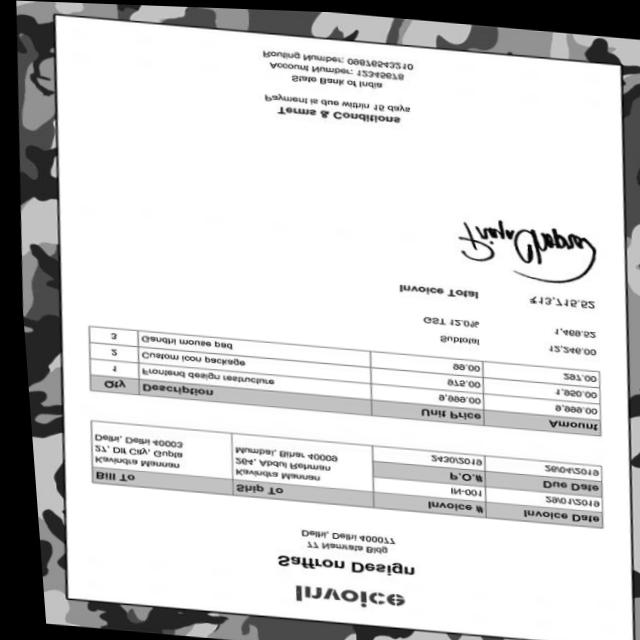 Invoice
Saffron Design
77 Namrata Bldg
Delhi, Delhi 400077
Bill To
Kavindra Mannan
27, Dlf City, Gupta
Delhi, Delhi 40003
Ship To
Kavindra Mannan
264, Abdul Rehman
Mumbai, Bihar 40009
Invoice # Invoice Date
IN-001 29/01/2019
P.O.# Due Date
2430/2019 26/04/2019
Qty Description Unit Price Amount
1 Frontend design restructure 9,999.00 9,999.00
2 Custom icon package 975.00 1,950.00
3 Gandhi mouse pad 99.00 297.00
Subtotal 12,246.00
GST 12.0% 1,469.52
Invoice Total ₹13,715.52
Priya Chopra
Terms & Conditions
Payment is due within 15 days
State Bank of India
Account Number: 12345678
Routing Number: 09876543210